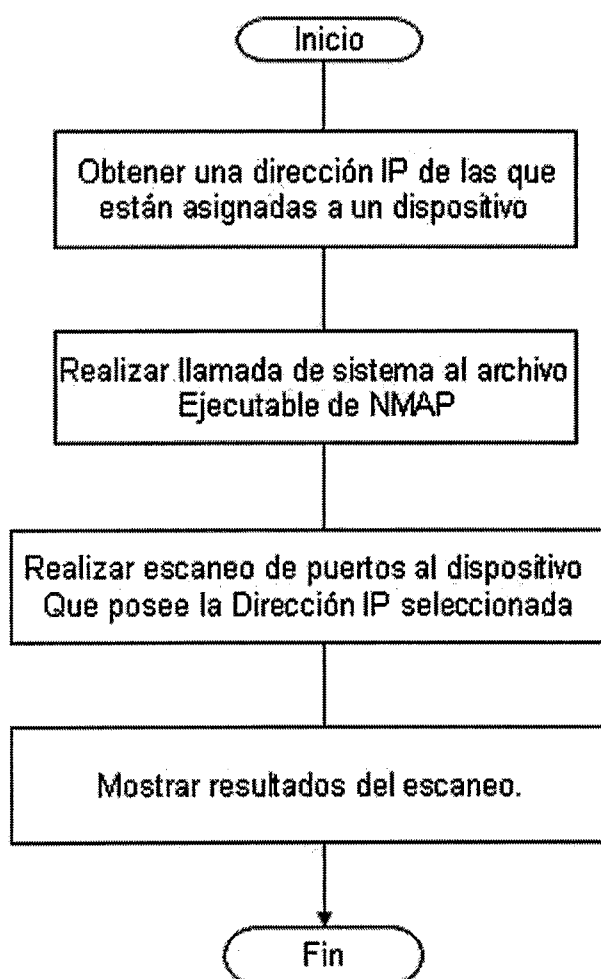 Inicio
Obtener una dirección IP de las que
están asignadas a un dispositivo
Realizar llamada de sistema al archivo
Ejecutable de NMAP
Realizar escaneo de puertos al dispositivo
Que posee la Dirección IP seleccionada
Mostrar resultados del escaneo.
Fin